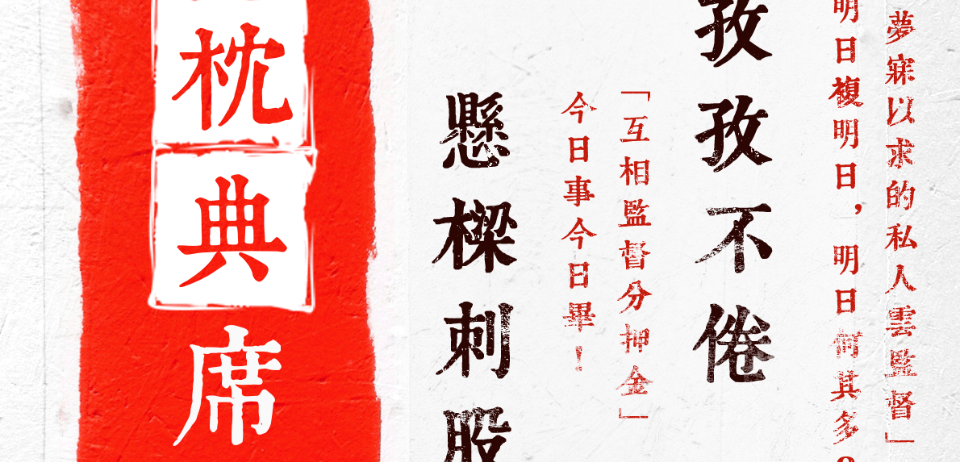 夢寐以求的私人雲監督」
明日複明日，明日何其多
孜孜不倦
「互相監督分押金」
今日事今日畢！
懸樑刺股
枕典席